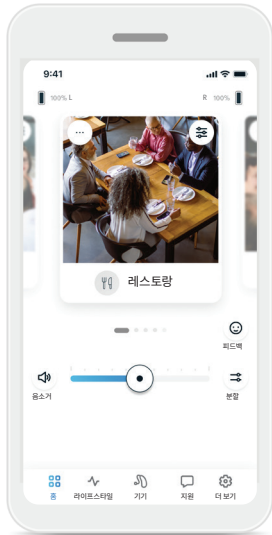 9:41
100% L
R 100%
...
레스토랑
피드백
음소거
분할
홈
라이프스타일
기기
지원
더 보기